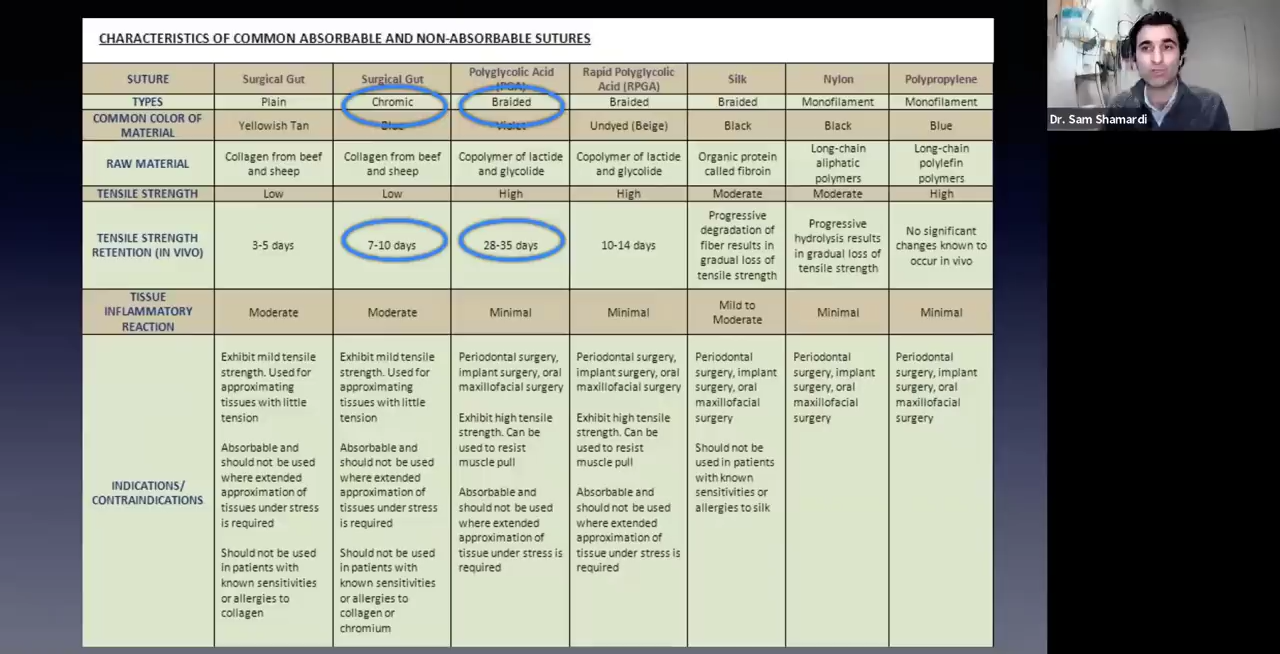 CHARACTERISTICS OF COMMON ABSORBABLE AND NON-ABSORBABLE SUTURES
Dr. Sam Shamardi
SUTURE
Surgical Gut
Surgical Gut
Polyglycolic Acid
(PGA)
Rapid Polyglycolic
Acid (RPGA)
Silk
Nylon
Polypropylene
TYPES
Plain
Chromic
Braided
Braided
Braided
Monofilament
Monofilament
COMMON COLOR OF
MATERIAL
Yellowish Tan
Blue
Violet
Undyed (Beige)
Black
Black
Blue
RAW MATERIAL
Collagen from beef
and sheep
Collagen from beef
and sheep
Copolymer of lactide
and glycolide
Copolymer of lactide
and glycolide
Organic protein
called fibroin
Long-chain
aliphatic
polymers
Long-chain
polylefin
polymers
TENSILE STRENGTH
Low
Low
High
High
Moderate
Moderate
High
TENSILE STRENGTH
RETENTION (IN VIVO)
3-5 days
7-10 days
28-35 days
10-14 days
Progressive
degradation of
fiber results in
gradual loss of
tensile strength
Progressive
hydrolysis results
in gradual loss of
tensile strength
No significant
changes known to
occur in vivo
TISSUE
INFLAMMATORY
REACTION
Moderate
Moderate
Minimal
Minimal
Mild to
Moderate
Minimal
Minimal
INDICATIONS/
CONTRAINDICATIONS
Exhibit mild tensile
strength. Used for
approximating
tissues with little
tension
Absorbable and
should not be used
where extended
approximation of
tissues under stress
is required
Should not be used
in patients with
known sensitivities
or allergies to
collagen
Exhibit mild tensile
strength. Used for
approximating
tissues with little
tension
Absorbable and
should not be used
where extended
approximation of
tissues under stress
is required
Should not be used
in patients with
known sensitivities
or allergies to
collagen or
chromium
Periodontal surgery,
implant surgery, oral
maxillofacial surgery
Exhibit high tensile
strength. Can be
used to resist
muscle pull
Absorbable and
should not be used
where extended
approximation of
tissue under stress is
required
Periodontal surgery,
implant surgery, oral
maxillofacial surgery
Exhibit high tensile
strength. Can be
used to resist
muscle pull
Absorbable and
should not be used
where extended
approximation of
tissue under stress is
required
Periodontal
surgery, implant
surgery, oral
maxillofacial
surgery
Should not be
used in patients
with known
sensitivities or
allergies to silk
Periodontal
surgery, implant
surgery, oral
maxillofacial
surgery
Periodontal
surgery, implant
surgery, oral
maxillofacial
surgery